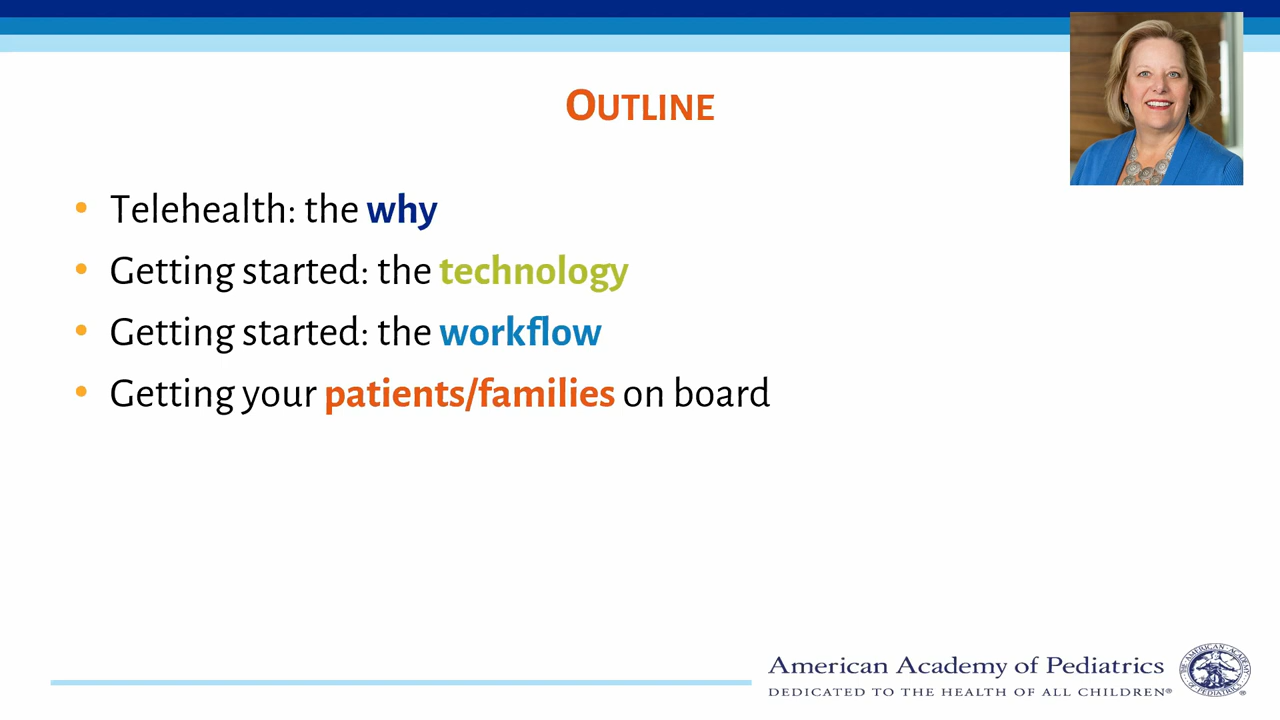 OUTLINE
• Telehealth: the why
• Getting started: the technology
• Getting started: the workflow
• Getting your patients/families on board
American Academy of Pediatrics
DEDICATED TO THE HEALTH OF ALL CHILDREN®